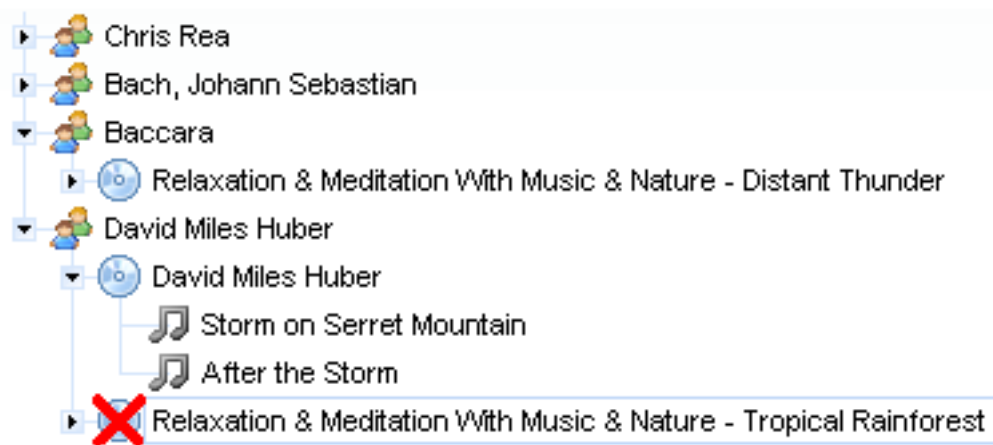 Chris Rea
Bach, Johann Sebastian
Baccara
Relaxation & Meditation With Music & Nature - Distant Thunder
David Miles Huber
David Miles Huber
Storm on Serret Mountain
After the Storm
Relaxation & Meditation With Music & Nature - Tropical Rainforest